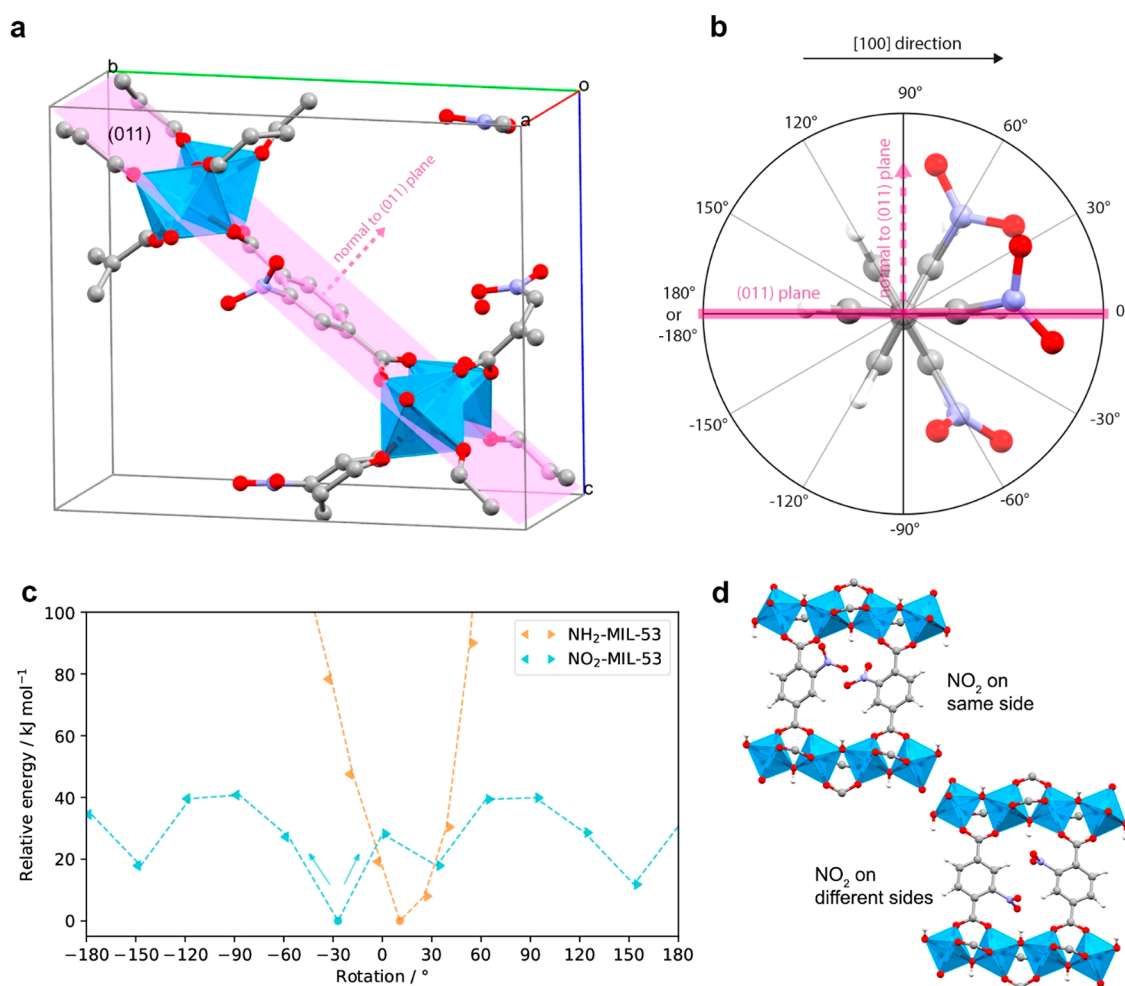 a
b
o
a
(011)
normal to (011) plane
c
b
[100] direction
90°
120°
60°
150°
30°
normal to (011) plane
180°
or
-180°
(011) plane
0
-150°
-30°
-120°
-60°
-90°
c
Relative energy / kJ mol⁻¹
100
80
60
40
20
0
NH₂-MIL-53
NO₂-MIL-53
−180 −150 −120 −90 −60 −30 0 30 60 90 120 155 180
Rotation / °
d
NO₂ on
same side
NO₂ on
different sides